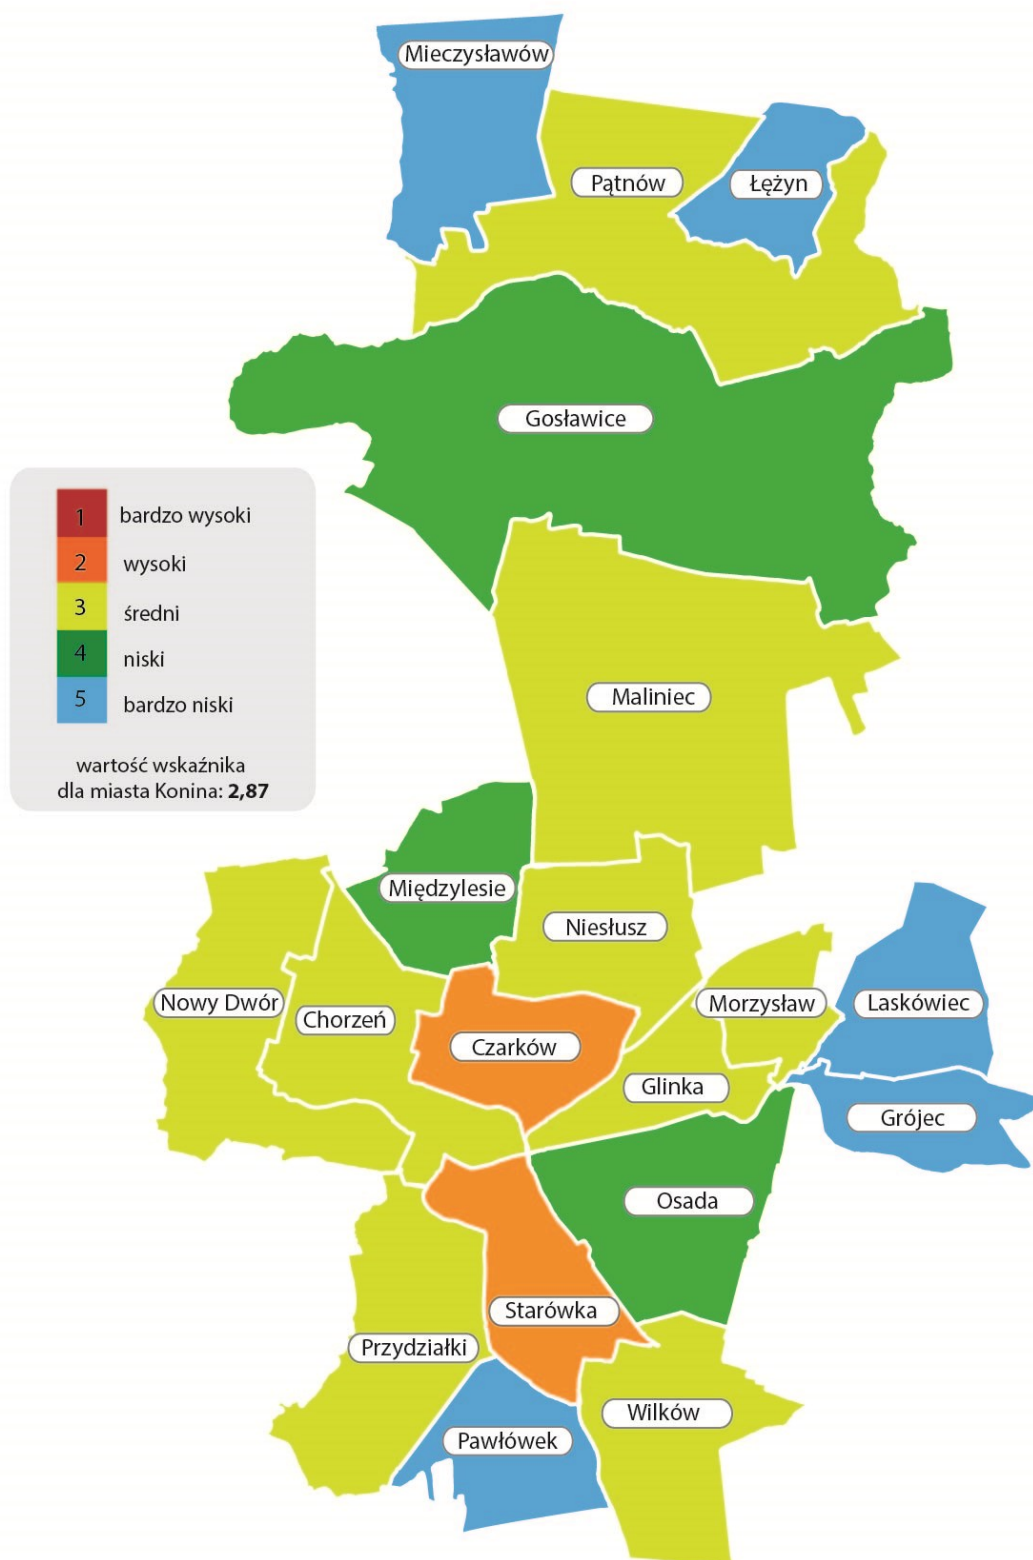 Mieczysławów
Pątnów
Łężyn
Gosławice
1 bardzo wysoki
2 wysoki
3 średni
4 niski
5 bardzo niski
wartość wskaźnika
dla miasta Konina: 2,87
Maliniec
Międzylesie
Niesłusz
Nowy Dwór
Chorzeń
Morzysław
Laskówiec
Czarków
Glinka
Grójec
Osada
Starówka
Przydziałki
Wilków
Pawłówek